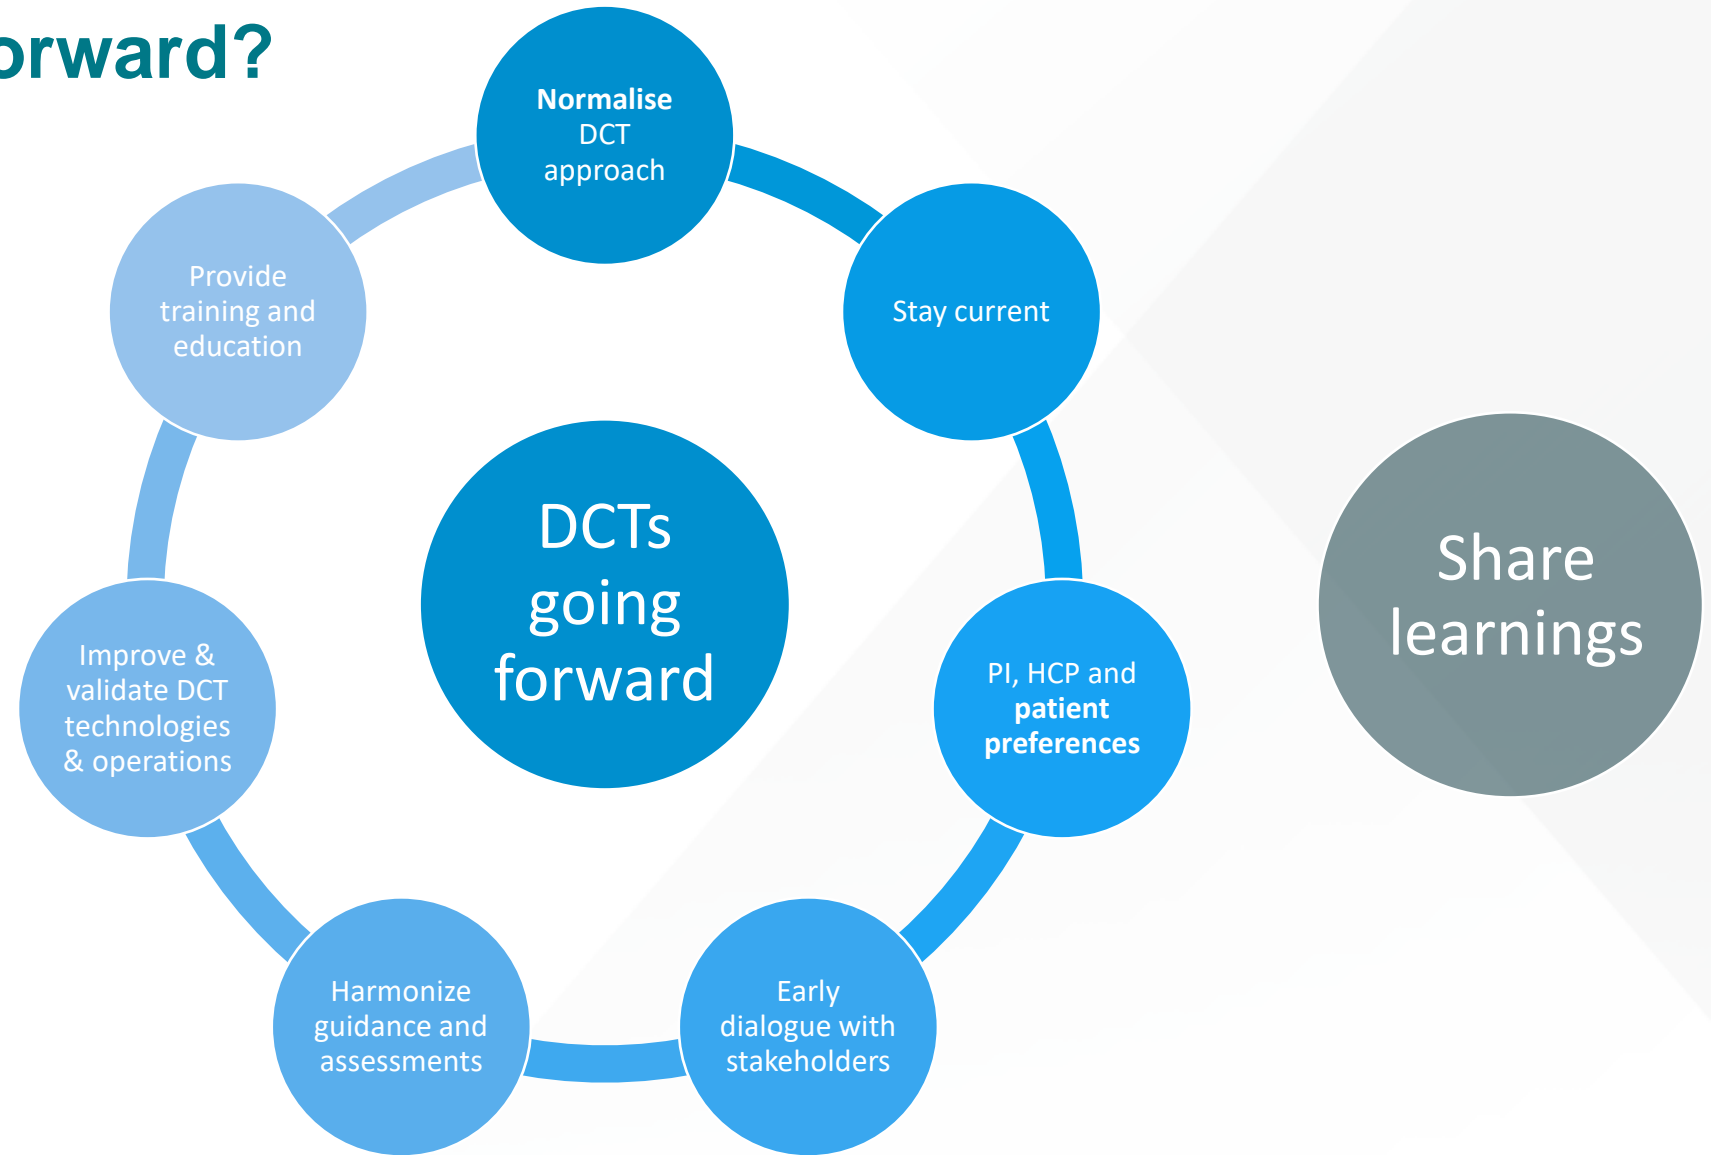 orward?
Normalise
DCT
approach
Stay current
PI, HCP and
patient
preferences
Early
dialogue with
stakeholders
Harmonize
guidance and
assessments
Improve &
validate DCT
technologies
& operations
Provide
training and
education
DCTs
going
forward
Share
learnings